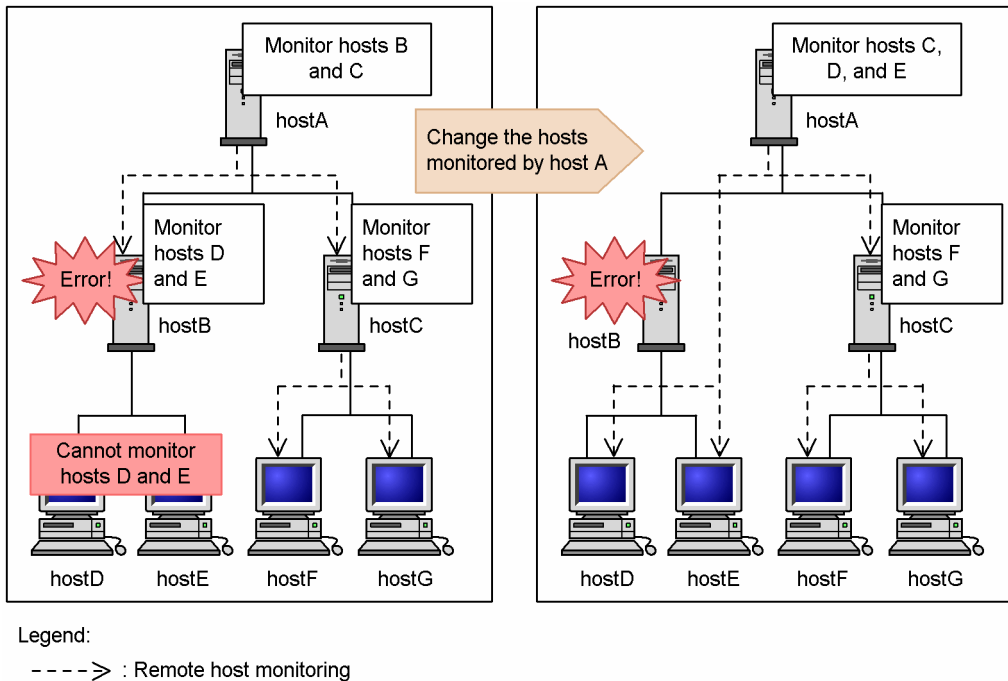 Monitor hosts B
and C
hostA
Monitor
hosts D
and E
Error!
hostB
Monitor
hosts F
and G
hostC
Cannot monitor
hosts D and E
hostD
hostE
hostF
hostG
Change the hosts
monitored by host A
Monitor hosts C,
D, and E
hostA
Error!
hostB
Monitor
hosts F
and G
hostC
hostD
hostE
hostF
hostG
Legend:
: Remote host monitoring